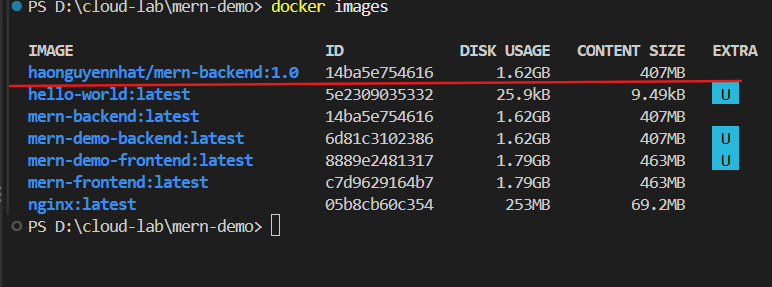 PS D:\cloud-lab\mern-demo> docker images
IMAGE ID DISK USAGE CONTENT SIZE EXTRA
haonguyennhat/mern-backend:1.0 14ba5e754616 1.62GB 407MB
hello-world:latest 5e2309035332 25.9kB 9.49kB U
mern-backend:latest 14ba5e754616 1.62GB 407MB
mern-demo-backend:latest 6d81c3102386 1.62GB 407MB U
mern-demo-frontend:latest 8889e2481317 1.79GB 463MB U
mern-frontend:latest c7d9629164b7 1.79GB 463MB
nginx:latest 05b8cb60c354 253MB 69.2MB
PS D:\cloud-lab\mern-demo>